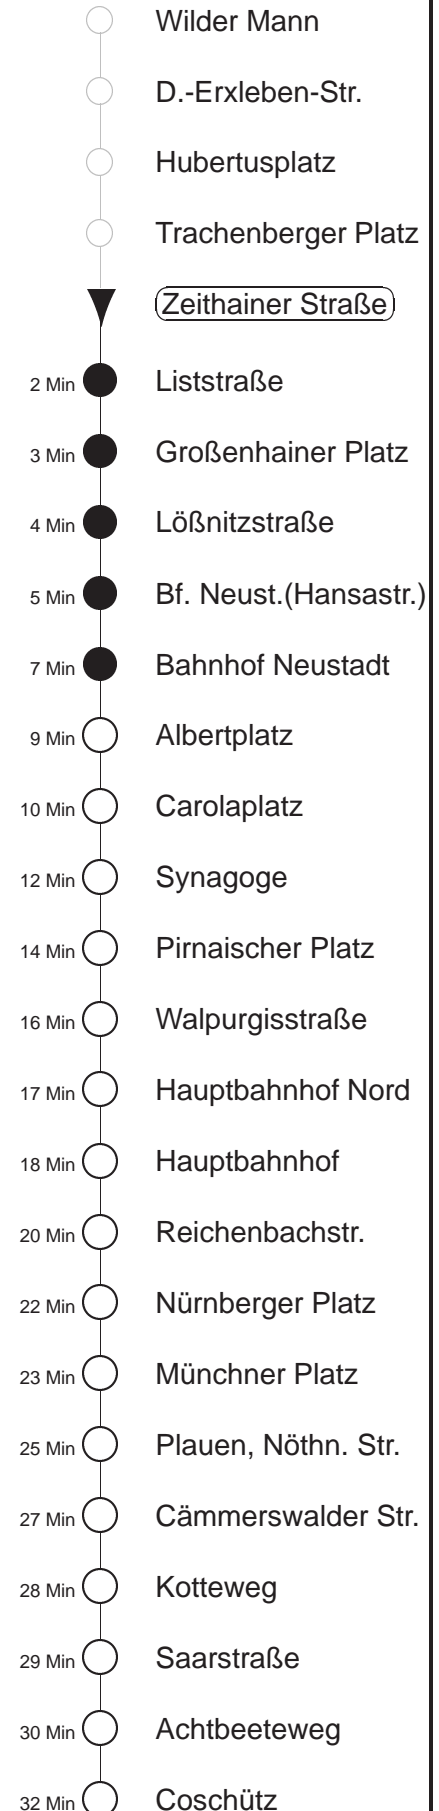 Wilder Mann
D.-Erxleben-Str.
Hubertusplatz
Trachenberger Platz
Zeithainer Straße
2 Min Liststraße
3 Min Großenhainer Platz
4 Min Lößnitzstraße
5 Min Bf. Neust.(Hansastr.)
7 Min Bahnhof Neustadt
9 Min Albertplatz
10 Min Carolaplatz
12 Min Synagoge
14 Min Pirnaischer Platz
16 Min Walpurgisstraße
17 Min Hauptbahnhof Nord
18 Min Hauptbahnhof
20 Min Reichenbachstr.
22 Min Nürnberger Platz
23 Min Münchner Platz
25 Min Plauen, Nöthn. Str.
27 Min Cämmerswalder Str.
28 Min Kotteweg
29 Min Saarstraße
30 Min Achtbeeteweg
32 Min Coschütz